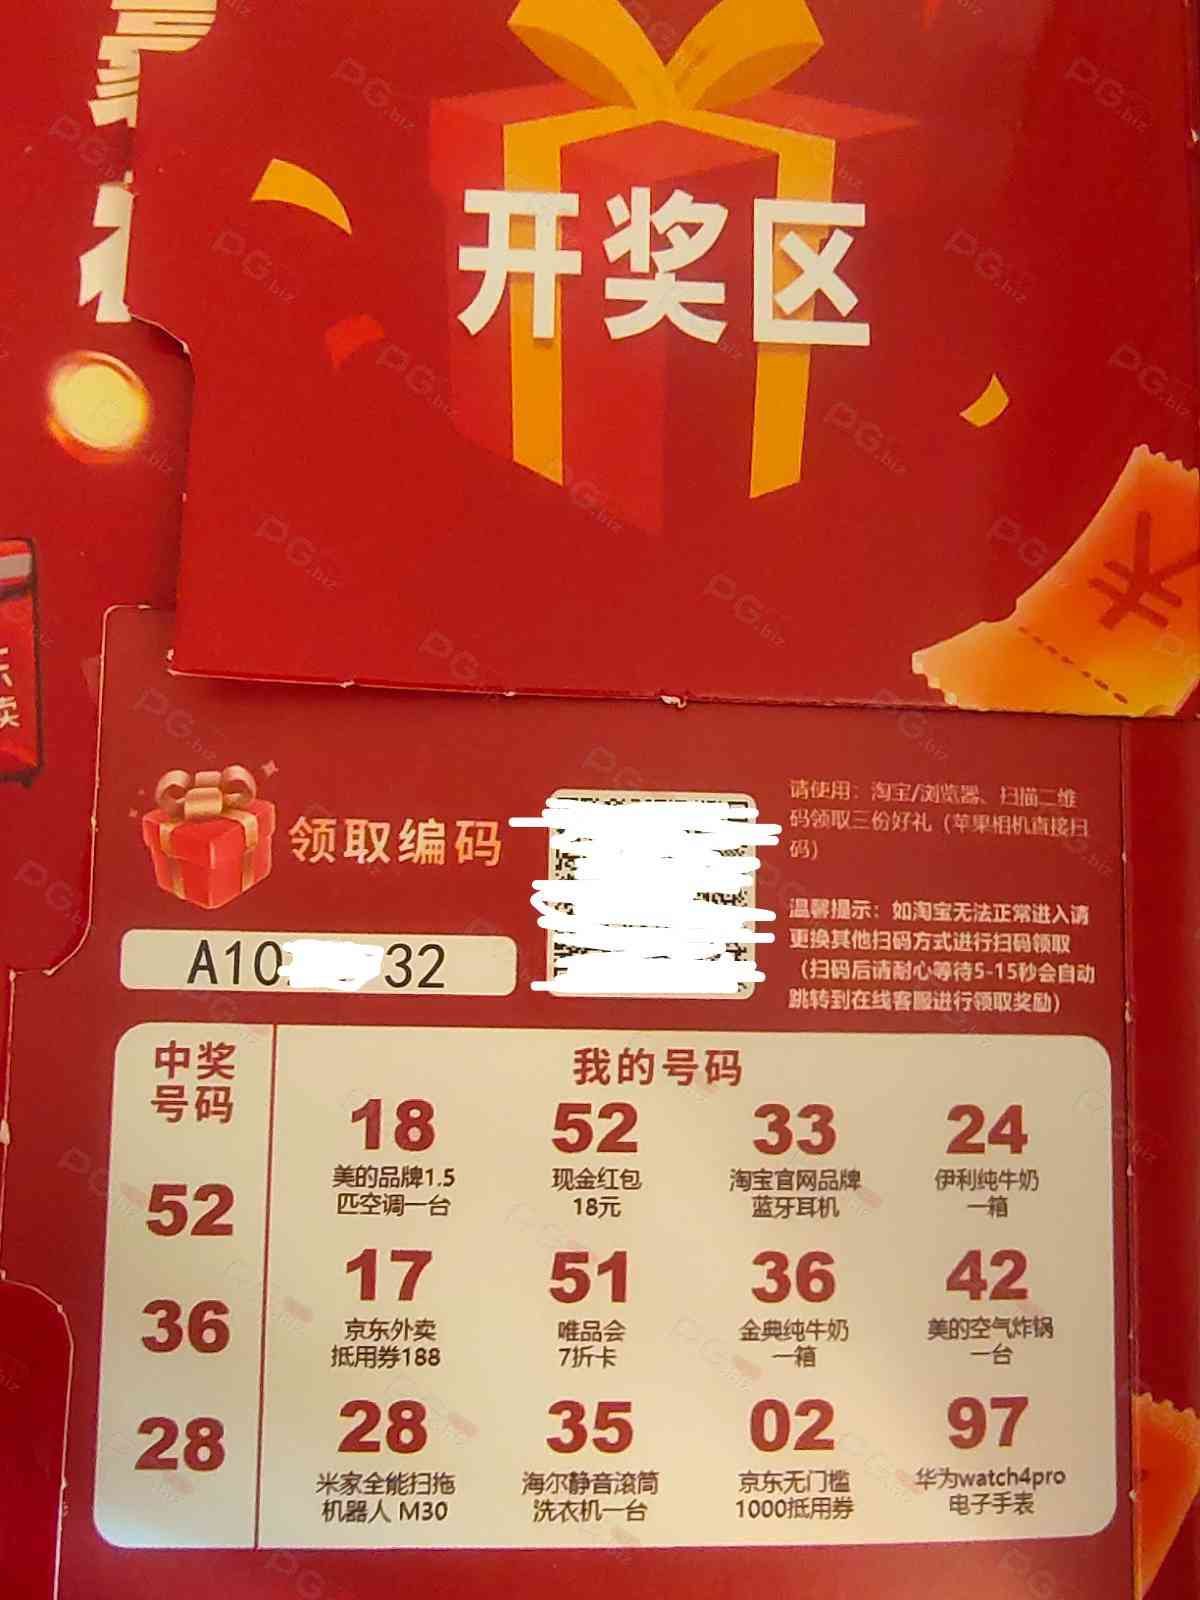 开奖区
¥
卖
领取编码
请使用：淘宝/浏览器、扫描二维
码领取三份好礼（苹果相机直接扫
码）
A10 32
温馨提示：如淘宝无法正常进入请
更换其他扫码方式进行扫码领取
（扫码后请耐心等待5-15秒会自动
跳转到在线客服进行领取奖励）
中奖
号码
52
36
28
我的号码
18 52 33 24
美的品牌1.5 现金红包 淘宝官网品牌 伊利纯牛奶
匹空调一台 18元 蓝牙耳机 一箱
17 51 36 42
京东外卖 唯品会 金典纯牛奶 美的空气炸锅
抵用券188 7折卡 一箱 一台
28 35 02 97
米家全能扫拖 海尔静音滚筒 京东无门槛 华为watch4pro
机器人 M30 洗衣机一台 1000抵用券 电子手表
PG.biz